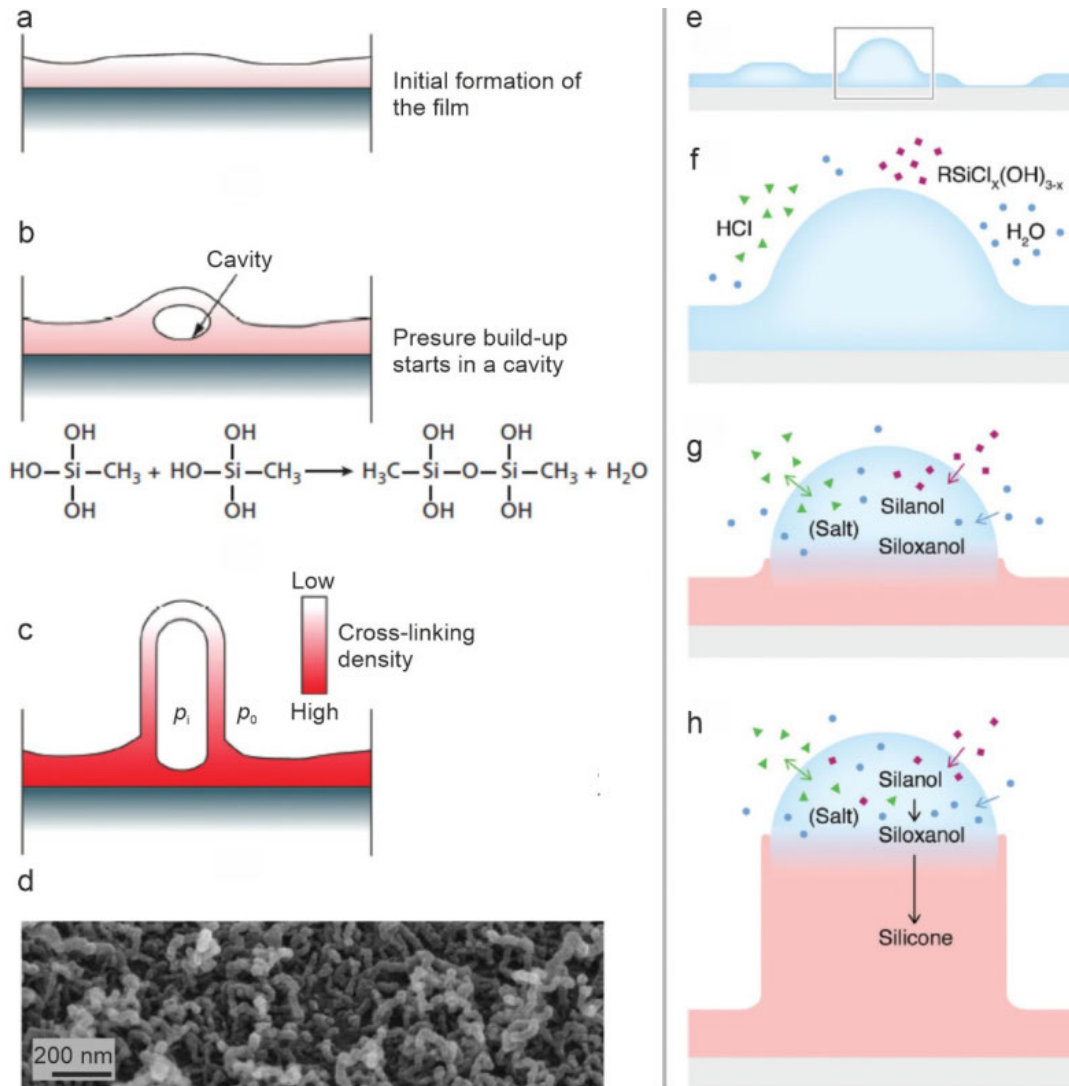 a
Initial formation of
the film
b
Cavity
Presure build-up
starts in a cavity
OH OH OH OH
HO—Si—CH₃ + HO—Si—CH₃ ⟶ H₃C—Si—O—Si—CH₃ + H₂O
OH OH OH OH
c
Low
Cross-linking
density
High
pᵢ
p₀
d
200 nm
e
f
RSiClₓ(OH)₃₋ₓ
HCl
H₂O
g
Silanol
(Salt)
Siloxanol
h
Silanol
(Salt)
Siloxanol
Silicone